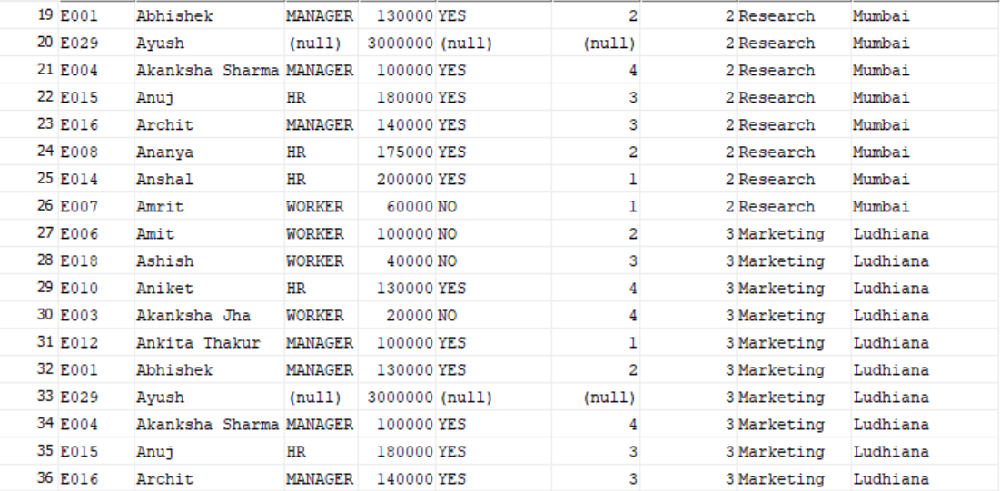 19 E001 Abhishek MANAGER 130000 YES 2 2 Research Mumbai
20 E029 Ayush (null) 3000000 (null) (null) 2 Research Mumbai
21 E004 Akanksha Sharma MANAGER 100000 YES 4 2 Research Mumbai
22 E015 Anuj HR 180000 YES 3 2 Research Mumbai
23 E016 Archit MANAGER 140000 YES 3 2 Research Mumbai
24 E008 Ananya HR 175000 YES 2 2 Research Mumbai
25 E014 Anshal HR 200000 YES 1 2 Research Mumbai
26 E007 Amrit WORKER 60000 NO 1 2 Research Mumbai
27 E006 Amit WORKER 100000 NO 2 3 Marketing Ludhiana
28 E018 Ashish WORKER 40000 NO 3 3 Marketing Ludhiana
29 E010 Aniket HR 130000 YES 4 3 Marketing Ludhiana
30 E003 Akanksha Jha WORKER 20000 NO 4 3 Marketing Ludhiana
31 E012 Ankita Thakur MANAGER 100000 YES 1 3 Marketing Ludhiana
32 E001 Abhishek MANAGER 130000 YES 2 3 Marketing Ludhiana
33 E029 Ayush (null) 3000000 (null) (null) 3 Marketing Ludhiana
34 E004 Akanksha Sharma MANAGER 100000 YES 4 3 Marketing Ludhiana
35 E015 Anuj HR 180000 YES 3 3 Marketing Ludhiana
36 E016 Archit MANAGER 140000 YES 3 3 Marketing Ludhiana